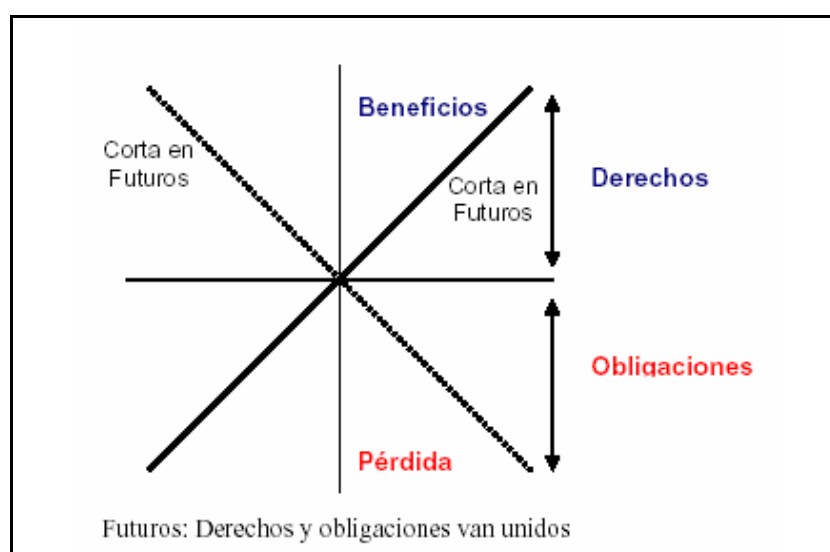 Beneficios
Corta en
Futuros
Corta en
Futuros
Derechos
Obligaciones
Pérdida
Futuros: Derechos y obligaciones van unidos